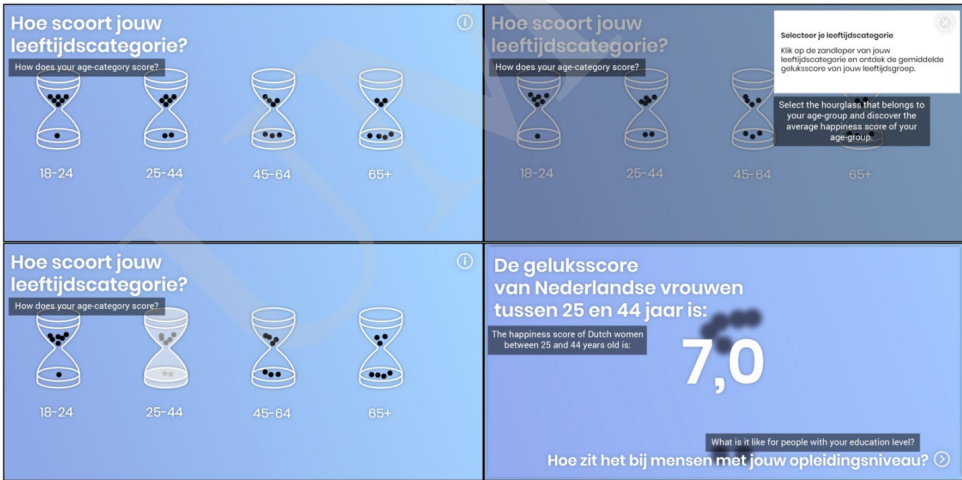 Hoe scoort jouw
leeftijdscategorie?
How does your age-category score?
18-24
25-44
45-64
65+
Hoe scoort jouw
leeftijdscategorie?
How does your age-category score?
Selecteer je leeftijdscategorie
Klik op de zandloper van jouw
leeftijdscategorie en ontdek de gemiddelde
geluksscore van jouw leeftijdsgroep.
Select the hourglass that belongs to
your age-group and discover the
average happiness score of your
age-group.
18-24
25-44
45-64
65+
Hoe scoort jouw
leeftijdscategorie?
How does your age-category score?
18-24
25-44
45-64
65+
De geluksscore
van Nederlandse vrouwen
tussen 25 en 44 jaar is:
The happiness score of Dutch women
between 25 and 44 years old is:
7,0
What is it like for people with your education level?
Hoe zit het bij mensen met jouw opleidingsniveau?